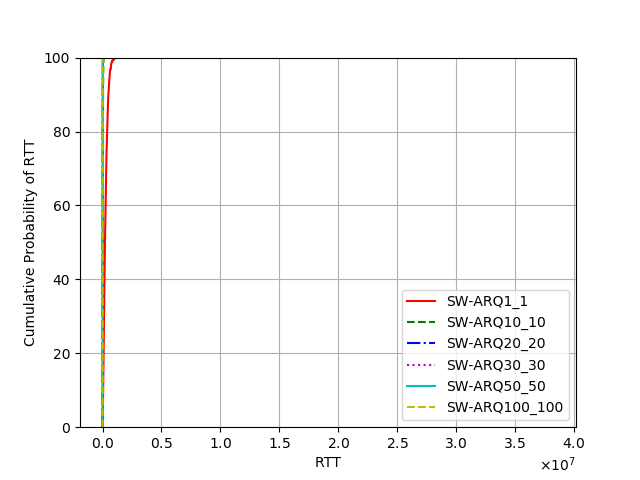 100
80
60
40
20
0
Cumulative Probability of RTT
SW-ARQ1_1
SW-ARQ10_10
SW-ARQ20_20
SW-ARQ30_30
SW-ARQ50_50
SW-ARQ100_100
0.0 0.5 1.0 1.5 2.0 2.5 3.0 3.5 4.0
RTT
×10⁷